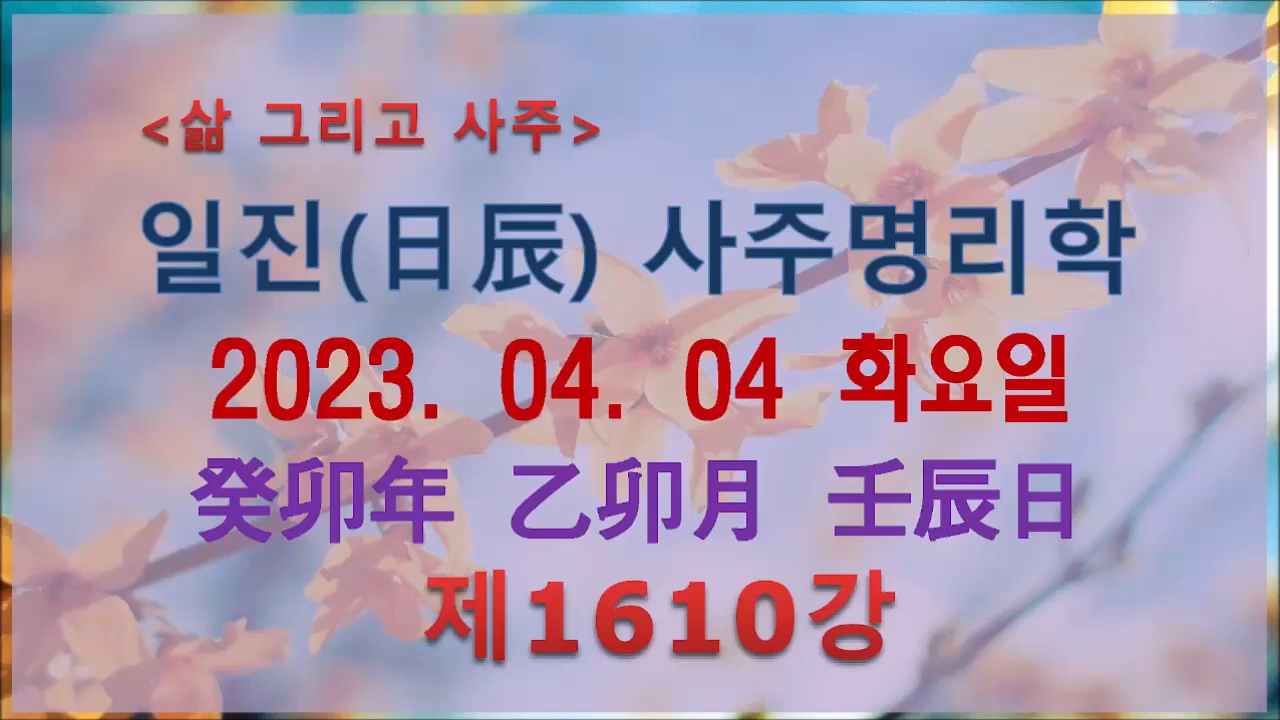 <삶 그리고 사주>
일진(日辰) 사주명리학
2023. 04. 04 화요일
癸卯年 乙卯月 壬辰日
제1610강